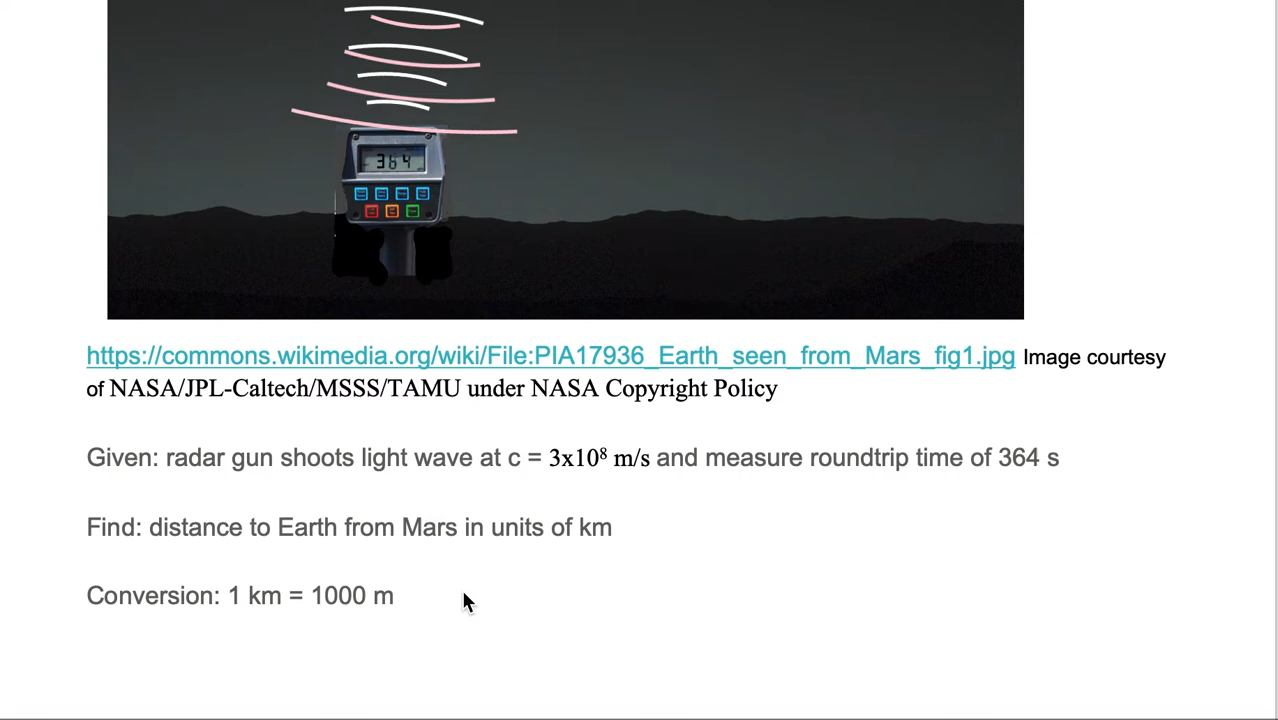 364
https://commons.wikimedia.org/wiki/File:PIA17936_Earth_seen_from_Mars_fig1.jpg Image courtesy
of NASA/JPL-Caltech/MSSS/TAMU under NASA Copyright Policy
Given: radar gun shoots light wave at c = 3x10⁸ m/s and measure roundtrip time of 364 s
Find: distance to Earth from Mars in units of km
Conversion: 1 km = 1000 m